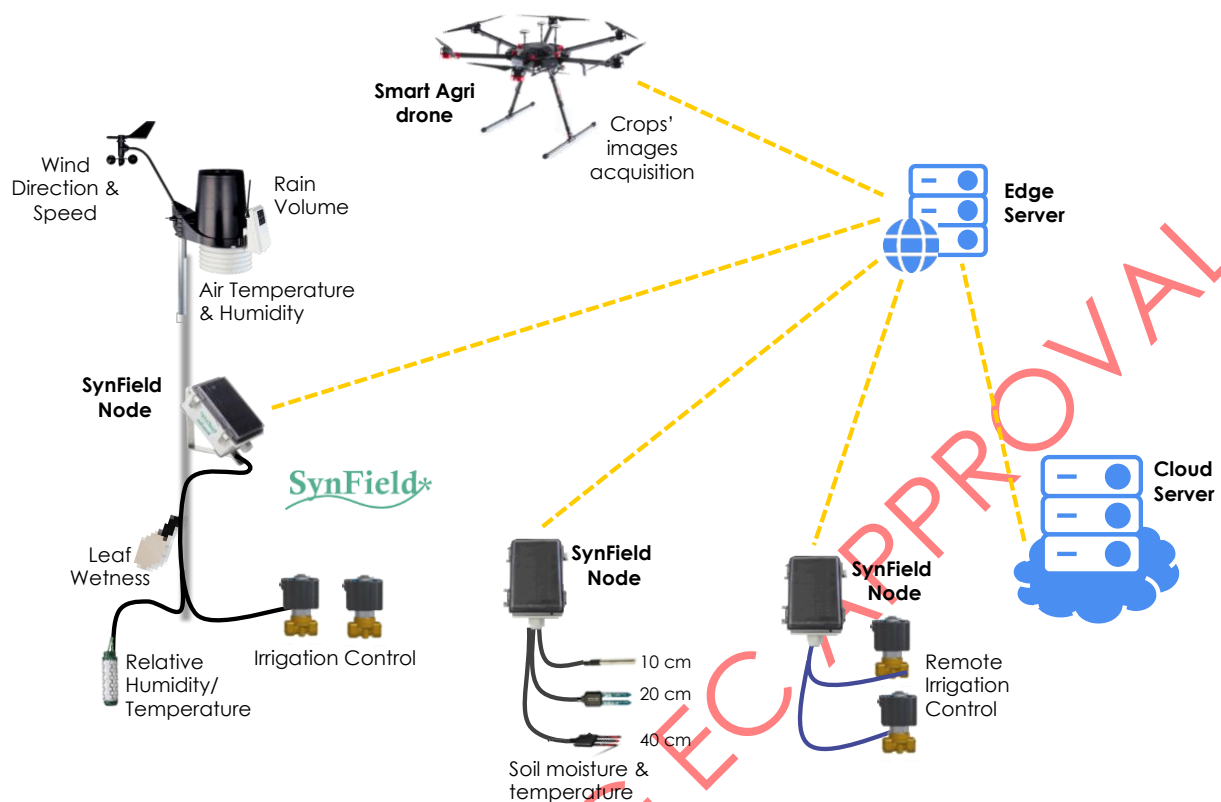 Smart Agri
drone
Crops'
images
acquisition
Wind
Direction &
Speed
Rain
Volume
Air Temperature
& Humidity
Edge
Server
SynField
Node
SynField*
Leaf
Wetness
Relative
Humidity/
Temperature
Irrigation Control
SynField
Node
10 cm
20 cm
40 cm
Soil moisture &
temperature
SynField
Node
Remote
Irrigation
Control
Cloud
Server
EC APPROVAL